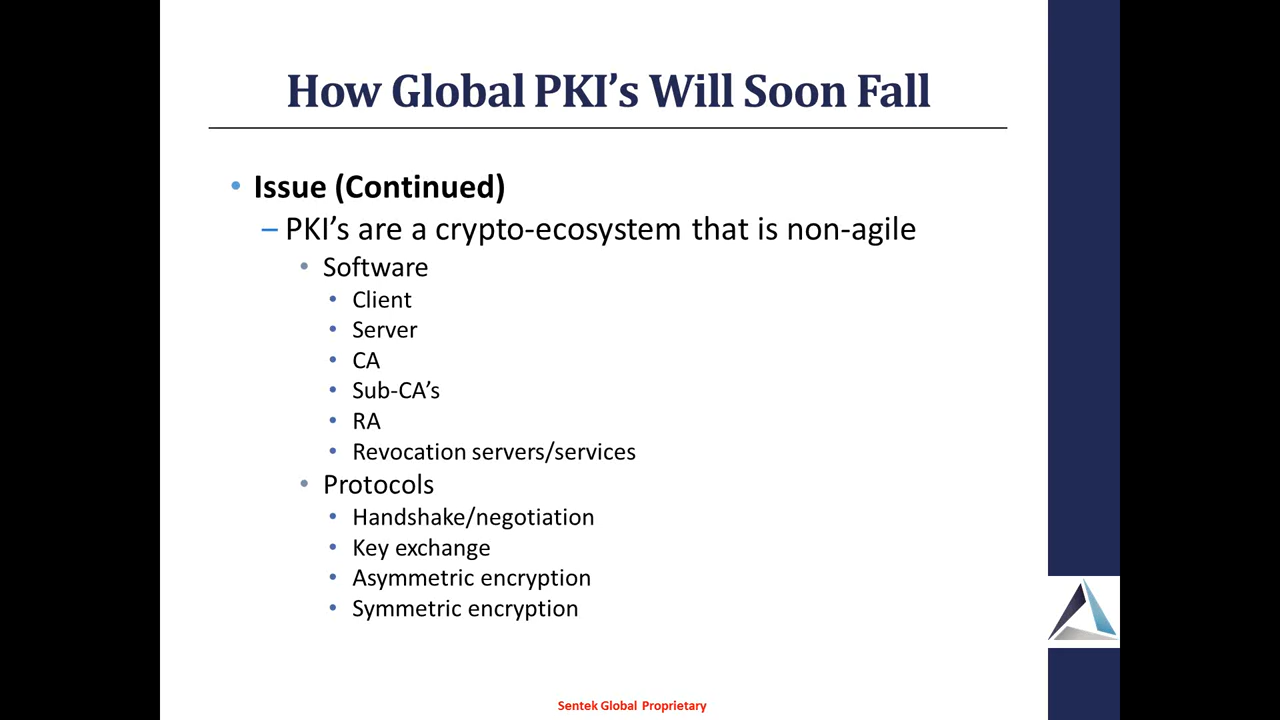 How Global PKI’s Will Soon Fall
• Issue (Continued)
– PKI’s are a crypto-ecosystem that is non-agile
• Software
• Client
• Server
• CA
• Sub-CA’s
• RA
• Revocation servers/services
• Protocols
• Handshake/negotiation
• Key exchange
• Asymmetric encryption
• Symmetric encryption
Sentek Global Proprietary